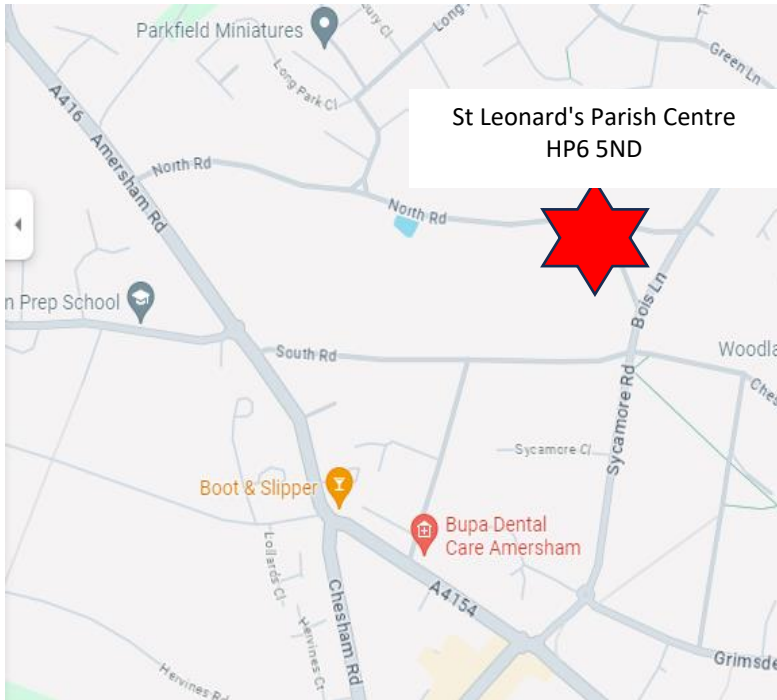 Parkfield Miniatures
Long Park Cl
Green Ln
St Leonard's Parish Centre
HP6 5ND
A416
Amersham Rd
North Rd
North Rd
Bois Ln
n Prep School
South Rd
Woodla
Ches
Sycamore Rd
Sycamore Cl
Boot & Slipper
Bupa Dental
Care Amersham
Lollards Cl
A4154
Chesham Rd
Hervines Ct
Hervines Rd
Grimsde